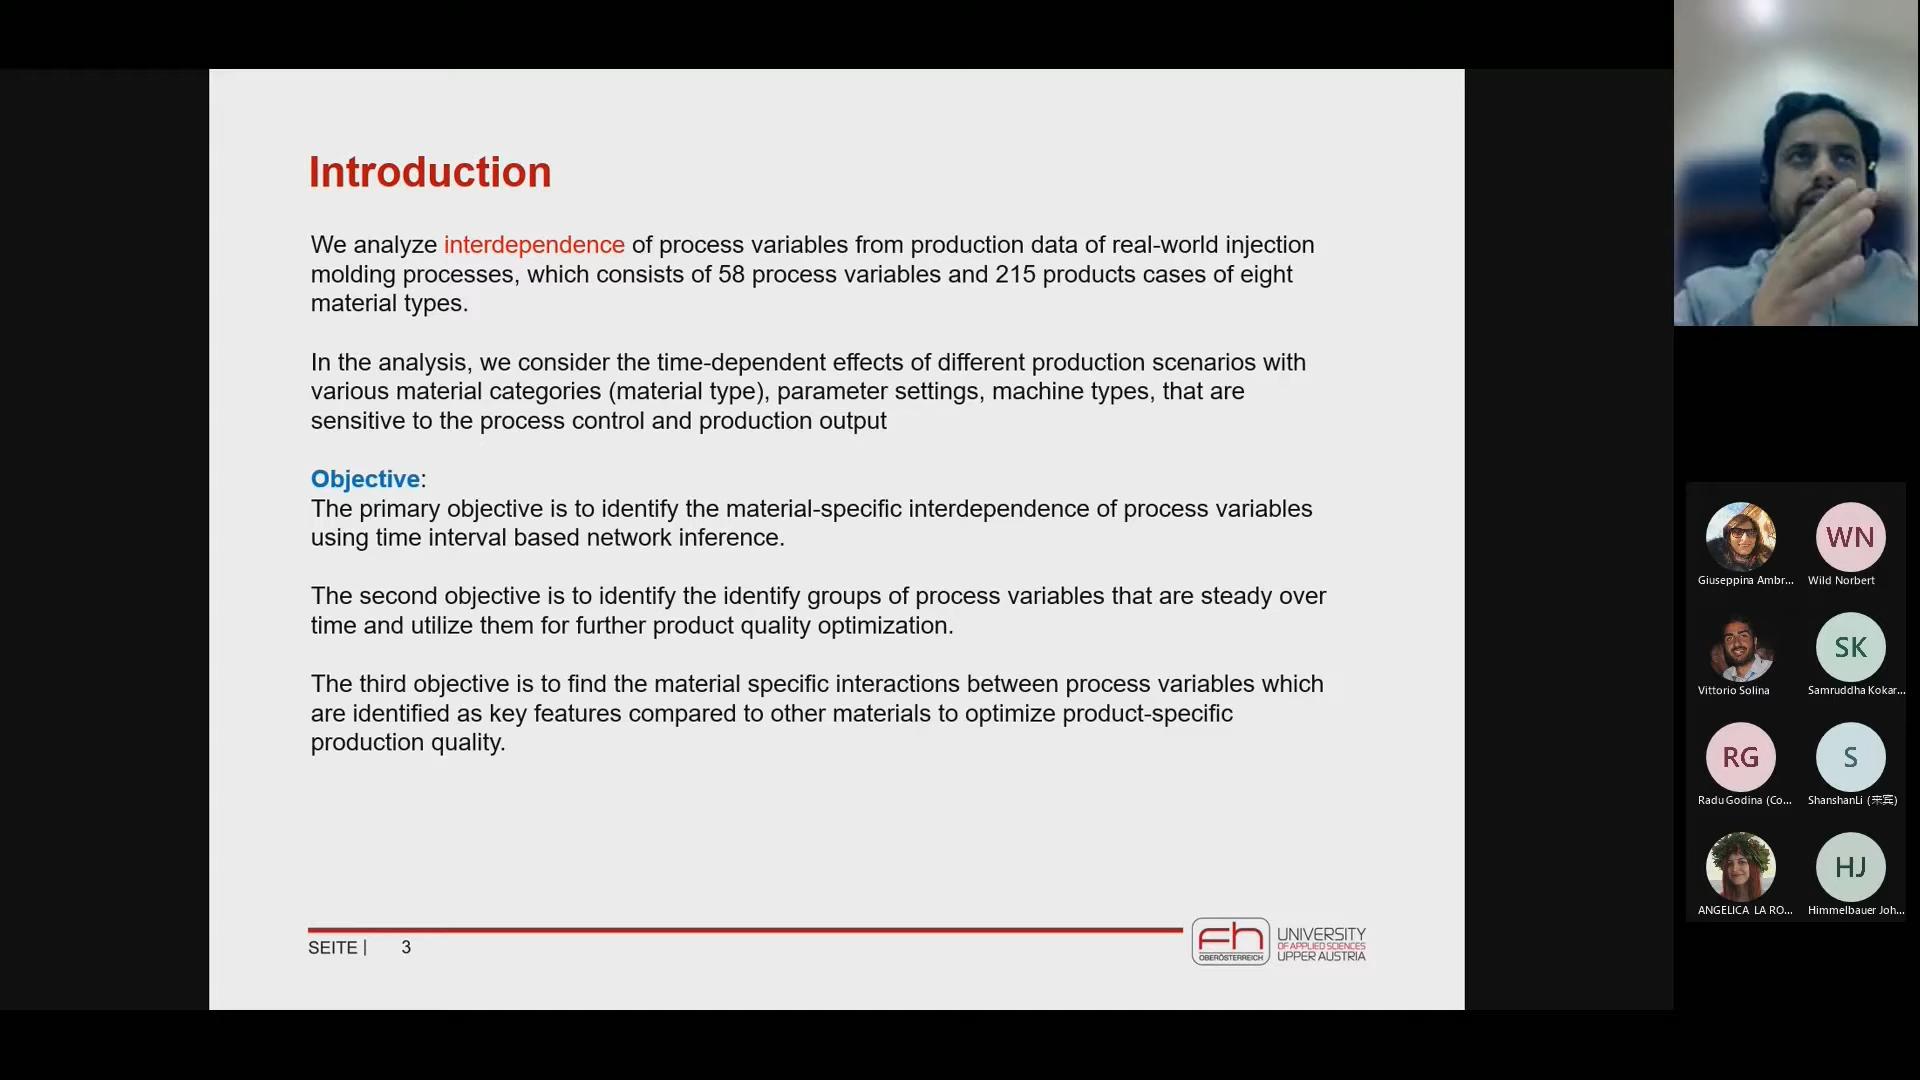 Introduction
We analyze interdependence of process variables from production data of real-world injection
molding processes, which consists of 58 process variables and 215 products cases of eight
material types.
In the analysis, we consider the time-dependent effects of different production scenarios with
various material categories (material type), parameter settings, machine types, that are
sensitive to the process control and production output
Objective:
The primary objective is to identify the material-specific interdependence of process variables
using time interval based network inference.
The second objective is to identify the identify groups of process variables that are steady over
time and utilize them for further product quality optimization.
The third objective is to find the material specific interactions between process variables which
are identified as key features compared to other materials to optimize product-specific
production quality.
SEITE | 3
fh
OBERÖSTERREICH
UNIVERSITY
OF APPLIED SCIENCES
UPPER AUSTRIA
Giuseppina Ambr...
WN
Wild Norbert
Vittorio Solina
SK
Samruddha Kokar...
RG
Radu Godina (Co...
S
ShanshanLi (来宾)
ANGELICA LA RO...
HJ
Himmelbauer Joh...